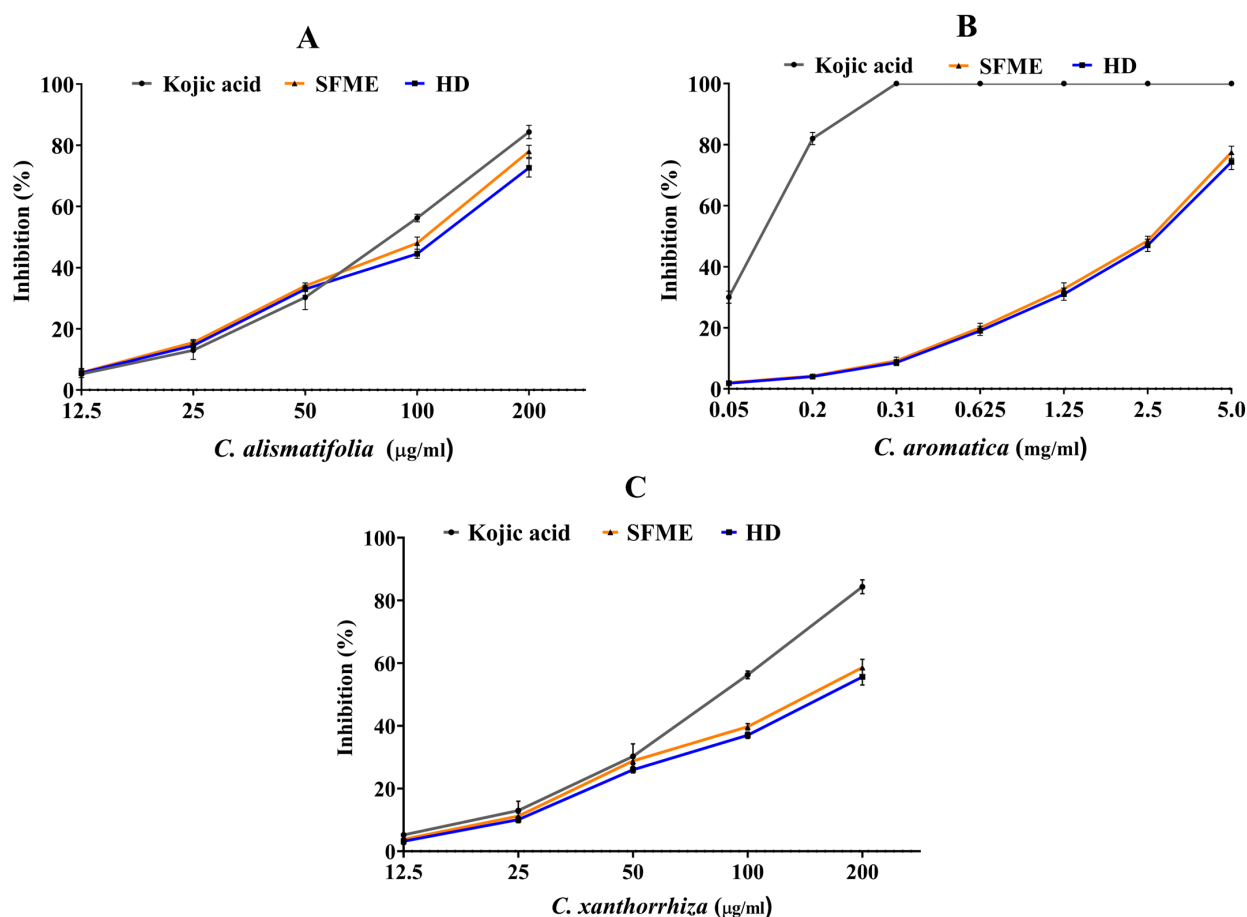 A
Kojic acid SFME HD
Inhibition (%)
100
80
60
40
20
0
12.5 25 50 100 200
C. alismatifolia (µg/ml)
B
Kojic acid SFME HD
Inhibition (%)
100
80
60
40
20
0
0.05 0.2 0.31 0.625 1.25 2.5 5.0
C. aromatica (mg/ml)
C
Kojic acid SFME HD
Inhibition (%)
100
80
60
40
20
0
12.5 25 50 100 200
C. xanthorrhiza (µg/ml)